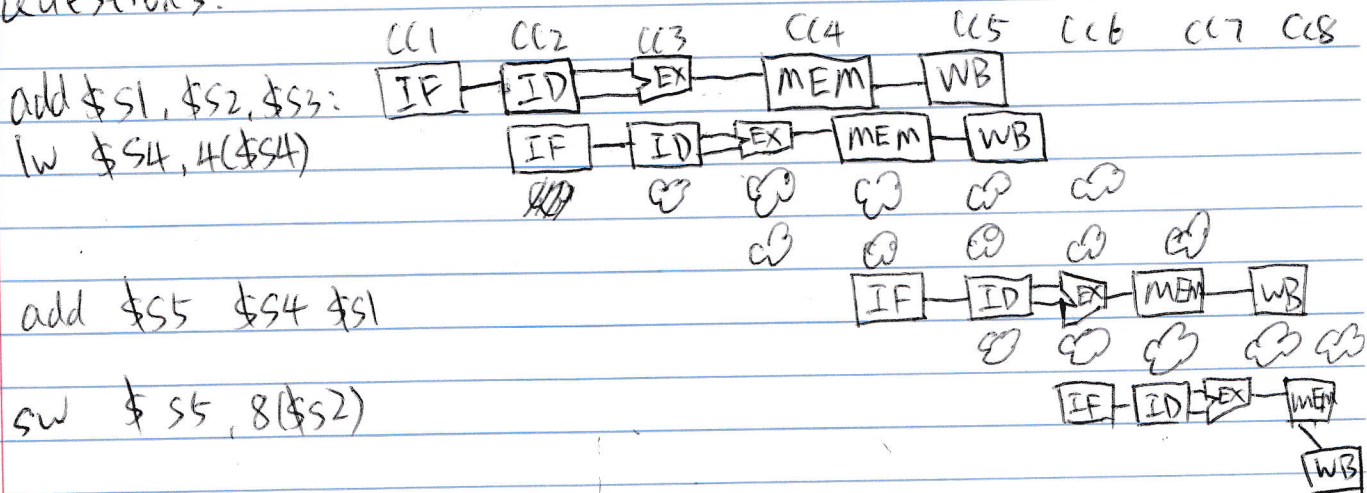 Questions:
CC1 CC2 CC3 CC4 CC5 CC6 CC7 CC8
add $S1, $S2, $S3: IF ID EX MEM WB
lw $S4, 4($S4) IF ID EX MEM WB
add $S5 $S4 $S1 IF ID EX MEM WB
sw $S5, 8($S2) IF ID EX MEM
WB